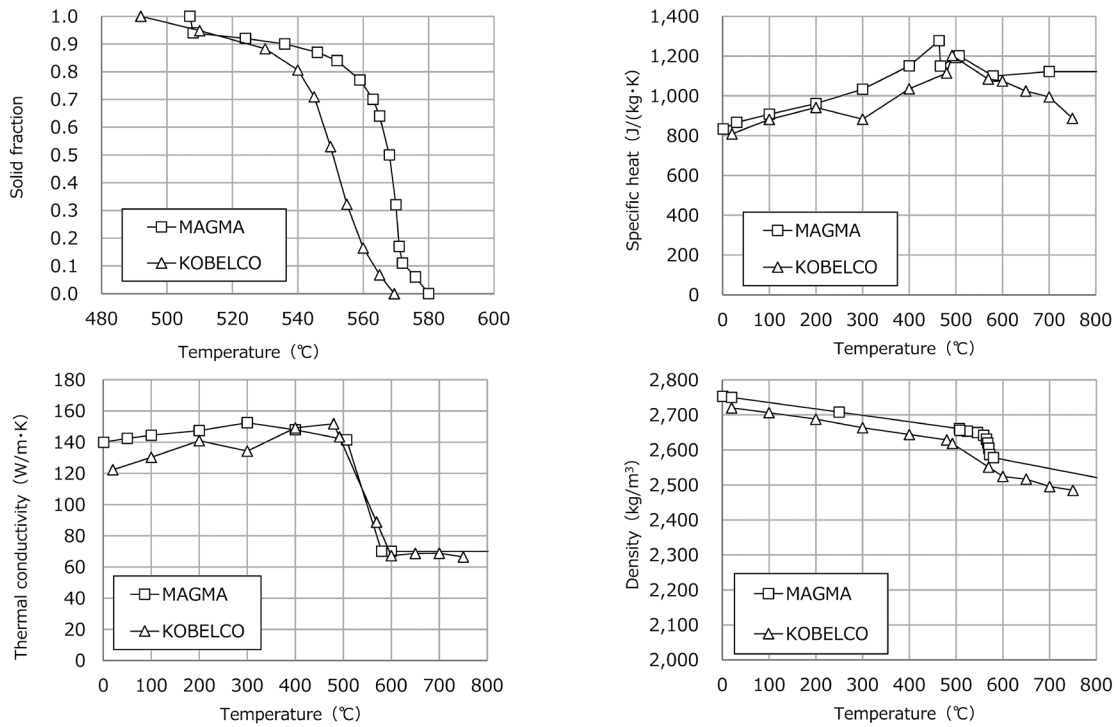 Solid fraction
1.0
0.9
0.8
0.7
0.6
0.5
0.4
0.3
0.2
0.1
0.0
MAGMA
KOBELCO
480 500 520 540 560 580 600
Temperature (℃)
Specific heat (J/(kg・K)
1,400
1,200
1,000
800
600
400
200
0
MAGMA
KOBELCO
0 100 200 300 400 500 600 700 800
Temperature (℃)
Thermal conductivity (W/m・K)
180
160
140
120
100
80
60
40
20
0
MAGMA
KOBELCO
0 100 200 300 400 500 600 700 800
Temperature (℃)
Density (kg/m³)
2,800
2,700
2,600
2,500
2,400
2,300
2,200
2,100
2,000
MAGMA
KOBELCO
0 100 200 300 400 500 600 700 800
Temperature (℃)